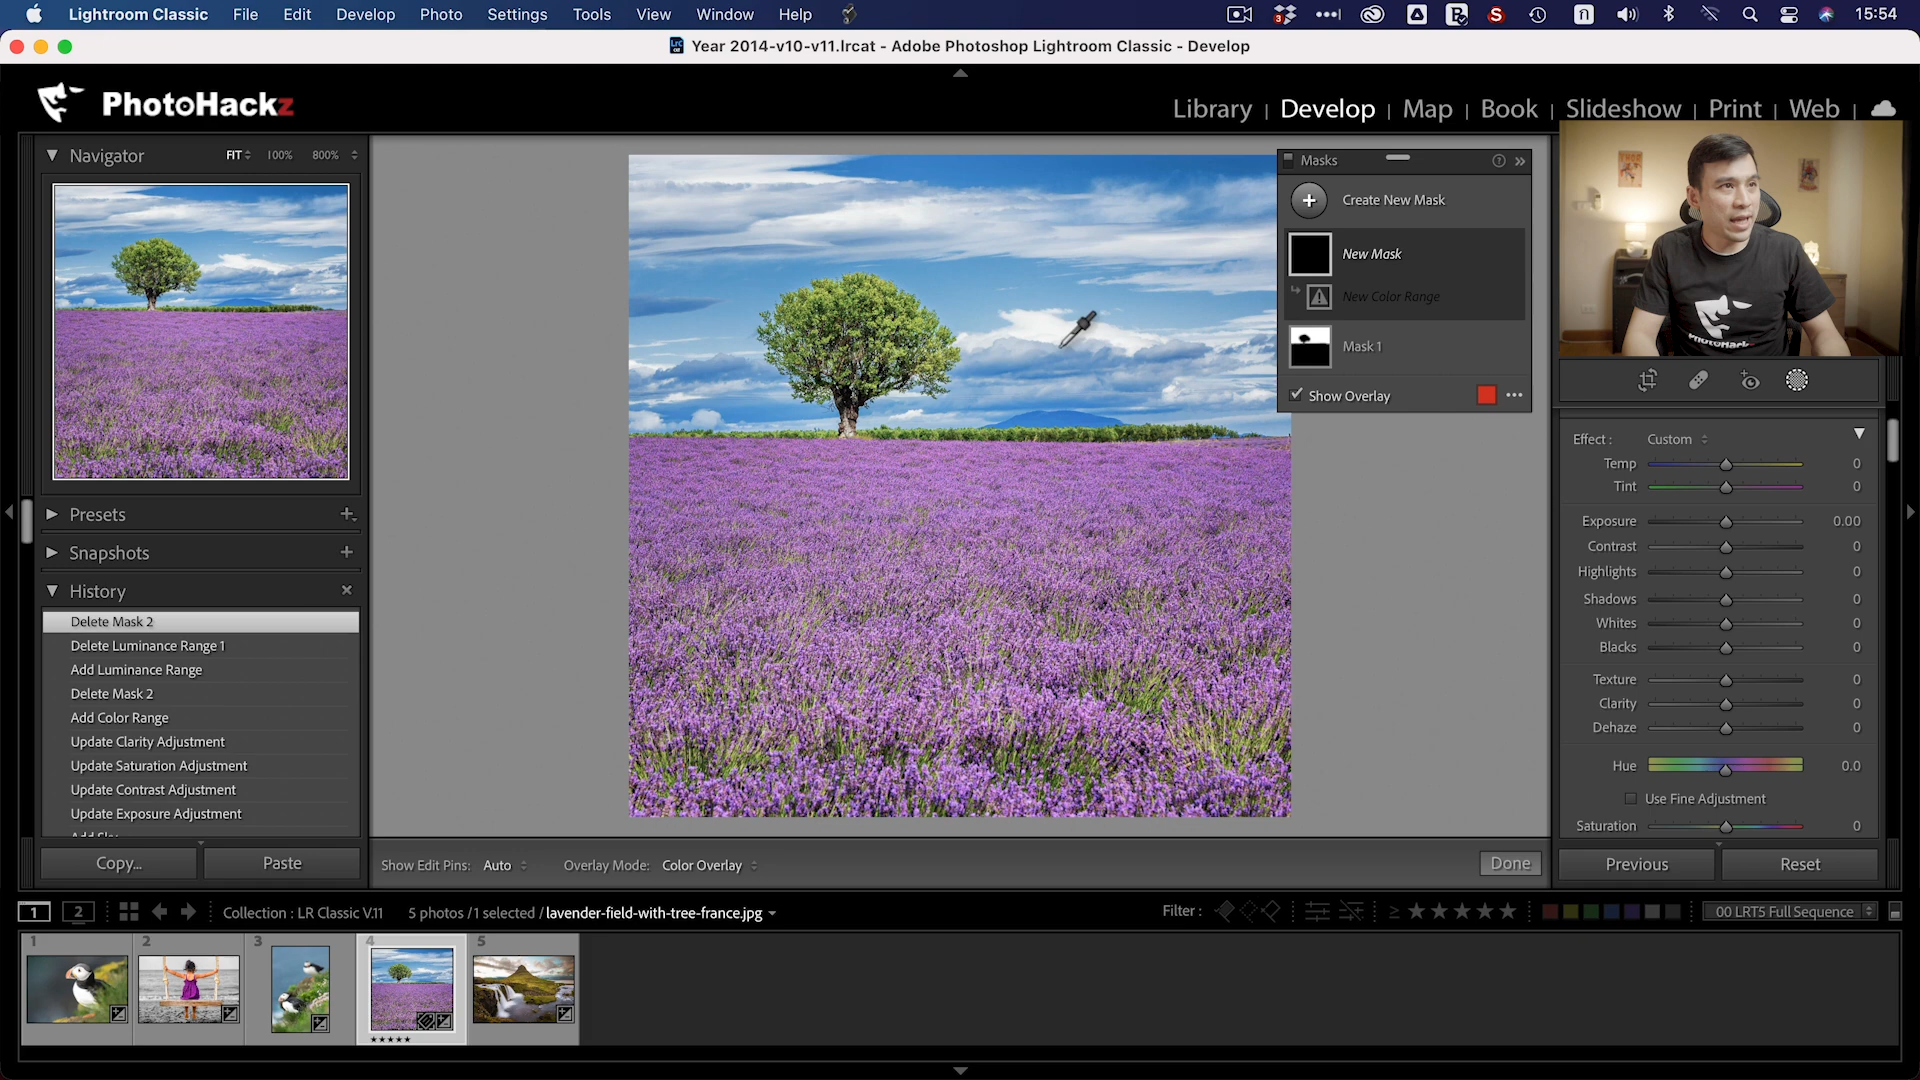 Lightroom Classic File Edit Develop Photo Settings Tools View Window Help 15:54
Year 2014-v10-v11.lrcat - Adobe Photoshop Lightroom Classic - Develop
PhotoHackz
Library | Develop | Map | Book | Slideshow | Print | Web |
Navigator FIT 100% 800%
Presets
Snapshots
History
Delete Mask 2
Delete Luminance Range 1
Add Luminance Range
Delete Mask 2
Add Color Range
Update Clarity Adjustment
Update Saturation Adjustment
Update Contrast Adjustment
Update Exposure Adjustment
Add Sky
Copy... Paste
Masks
Create New Mask
New Mask
New Color Range
Mask 1
Show Overlay
THOR
PHOTOHACKZ
Effect : Custom
Temp 0
Tint 0
Exposure 0.00
Contrast 0
Highlights 0
Shadows 0
Whites 0
Blacks 0
Texture 0
Clarity 0
Dehaze 0
Hue 0.0
Use Fine Adjustment
Saturation 0
Show Edit Pins: Auto Overlay Mode: Color Overlay Done
Previous Reset
1 2 Collection : LR Classic V.11 5 photos / 1 selected / lavender-field-with-tree-france.jpg
Filter : ≥ ★★★★★ 00 LRT5 Full Sequence
1 2 3 4 5
★★★★★